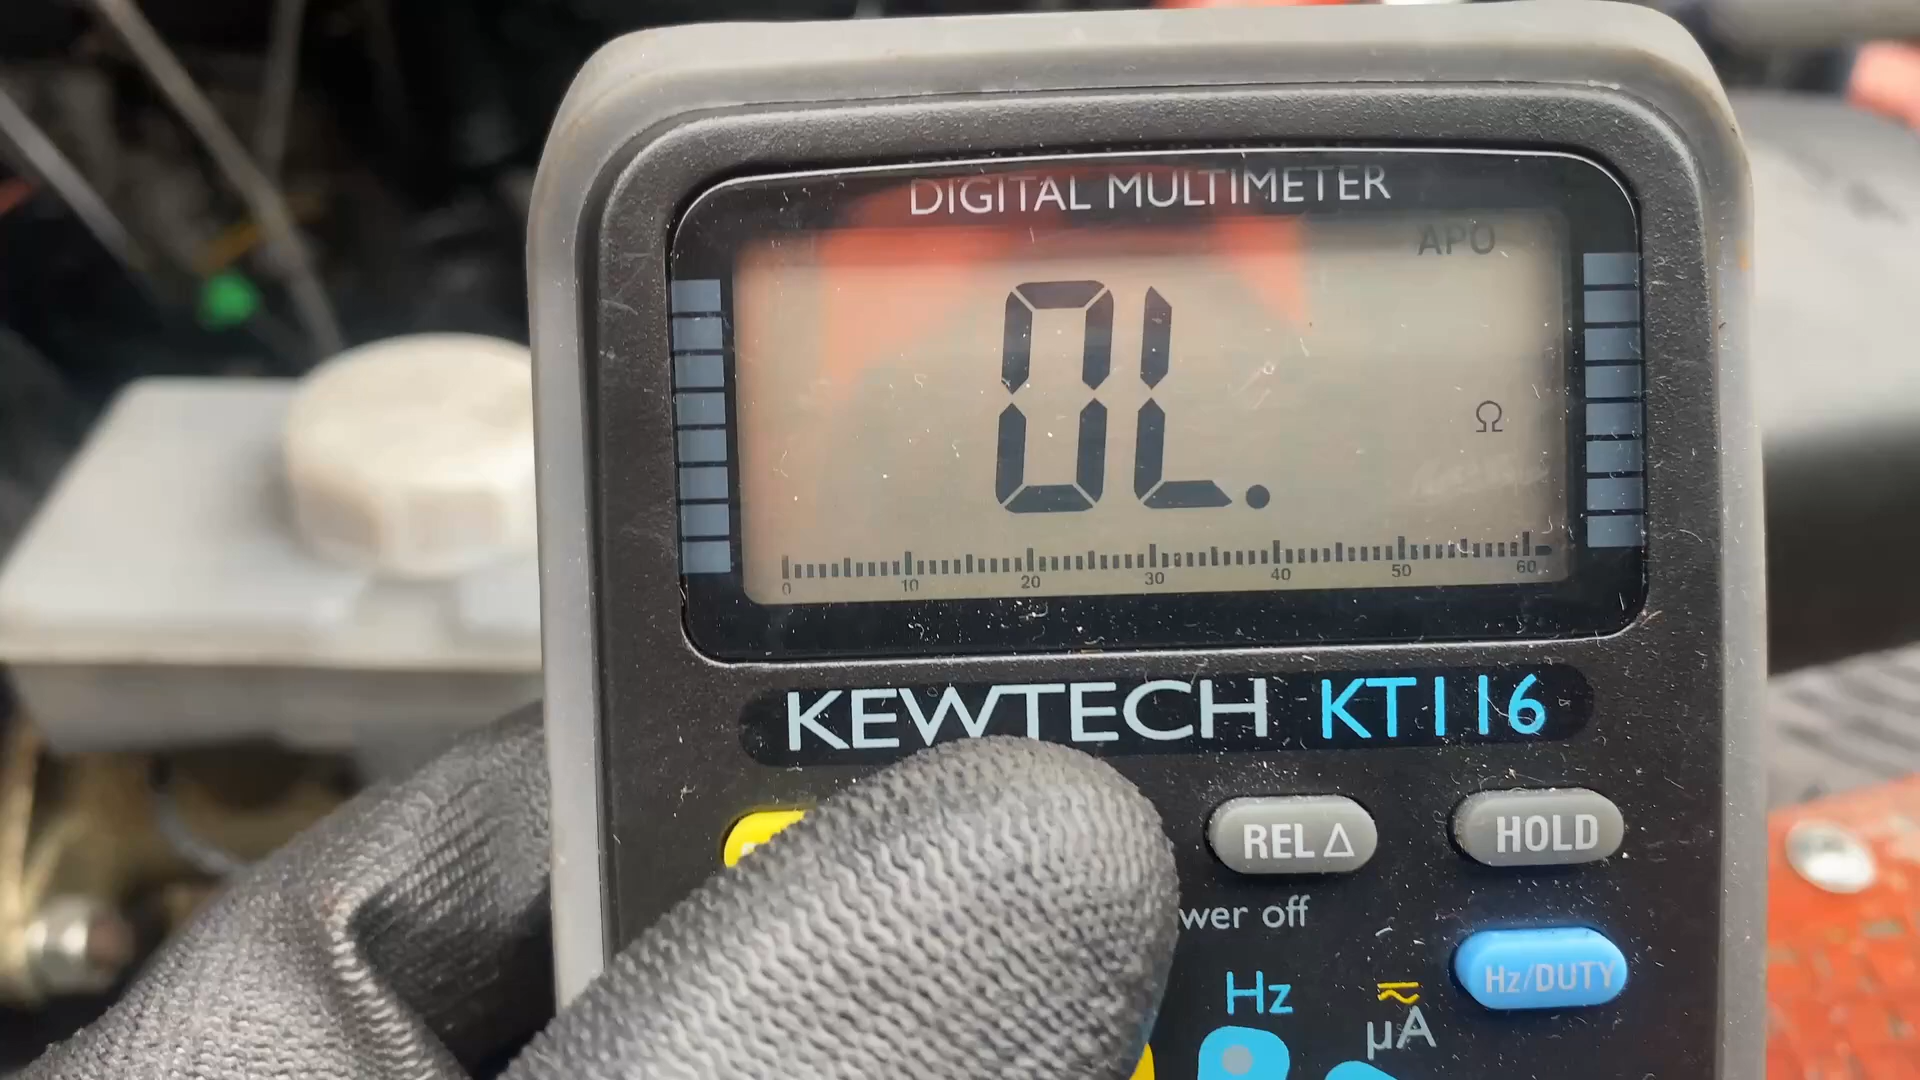 DIGITAL MULTIMETER
APO
OL.
Ω
0 10 20 30 40 50 60
KEWTECH KT116
REL △ HOLD
wer off
Hz/DUTY
Hz
μA